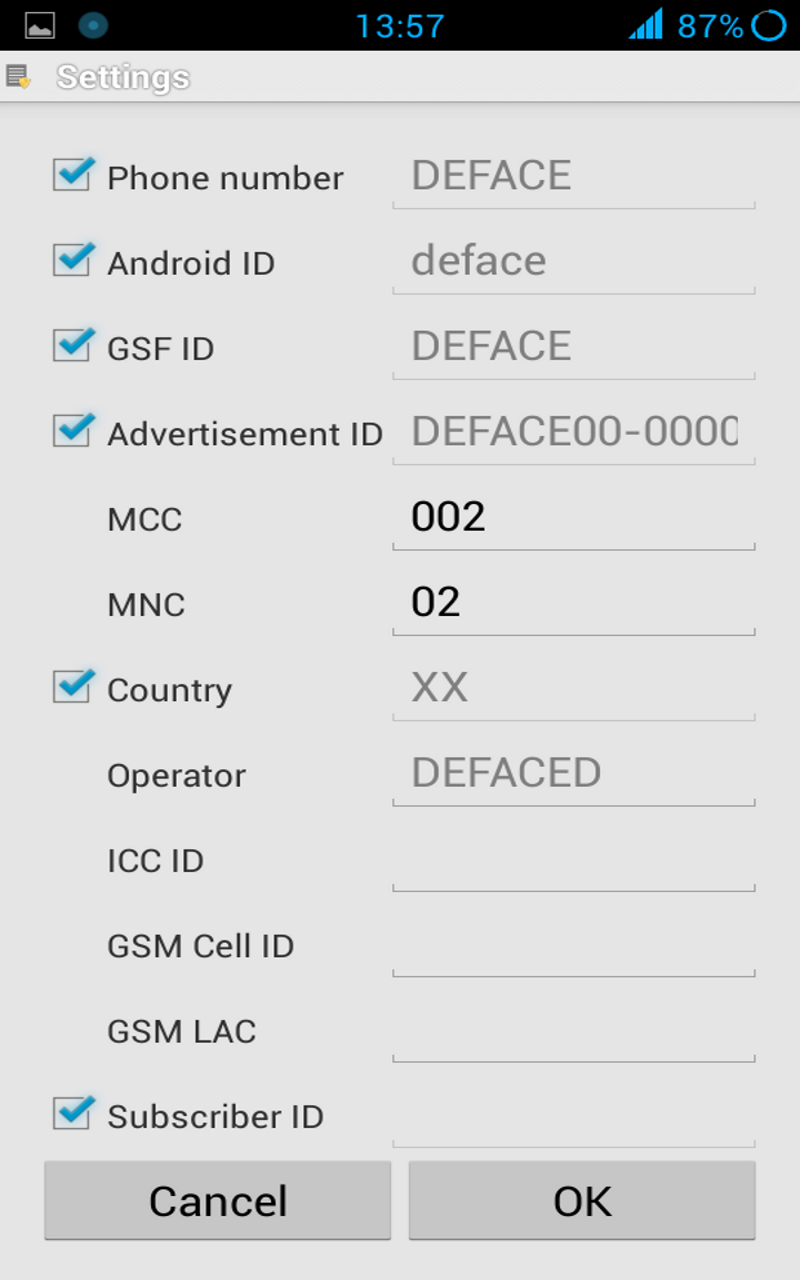 13:57 87%
Settings
Phone number DEFACE
Android ID deface
GSF ID DEFACE
Advertisement ID DEFACE00-0000
MCC 002
MNC 02
Country XX
Operator DEFACED
ICC ID
GSM Cell ID
GSM LAC
Subscriber ID
Cancel OK